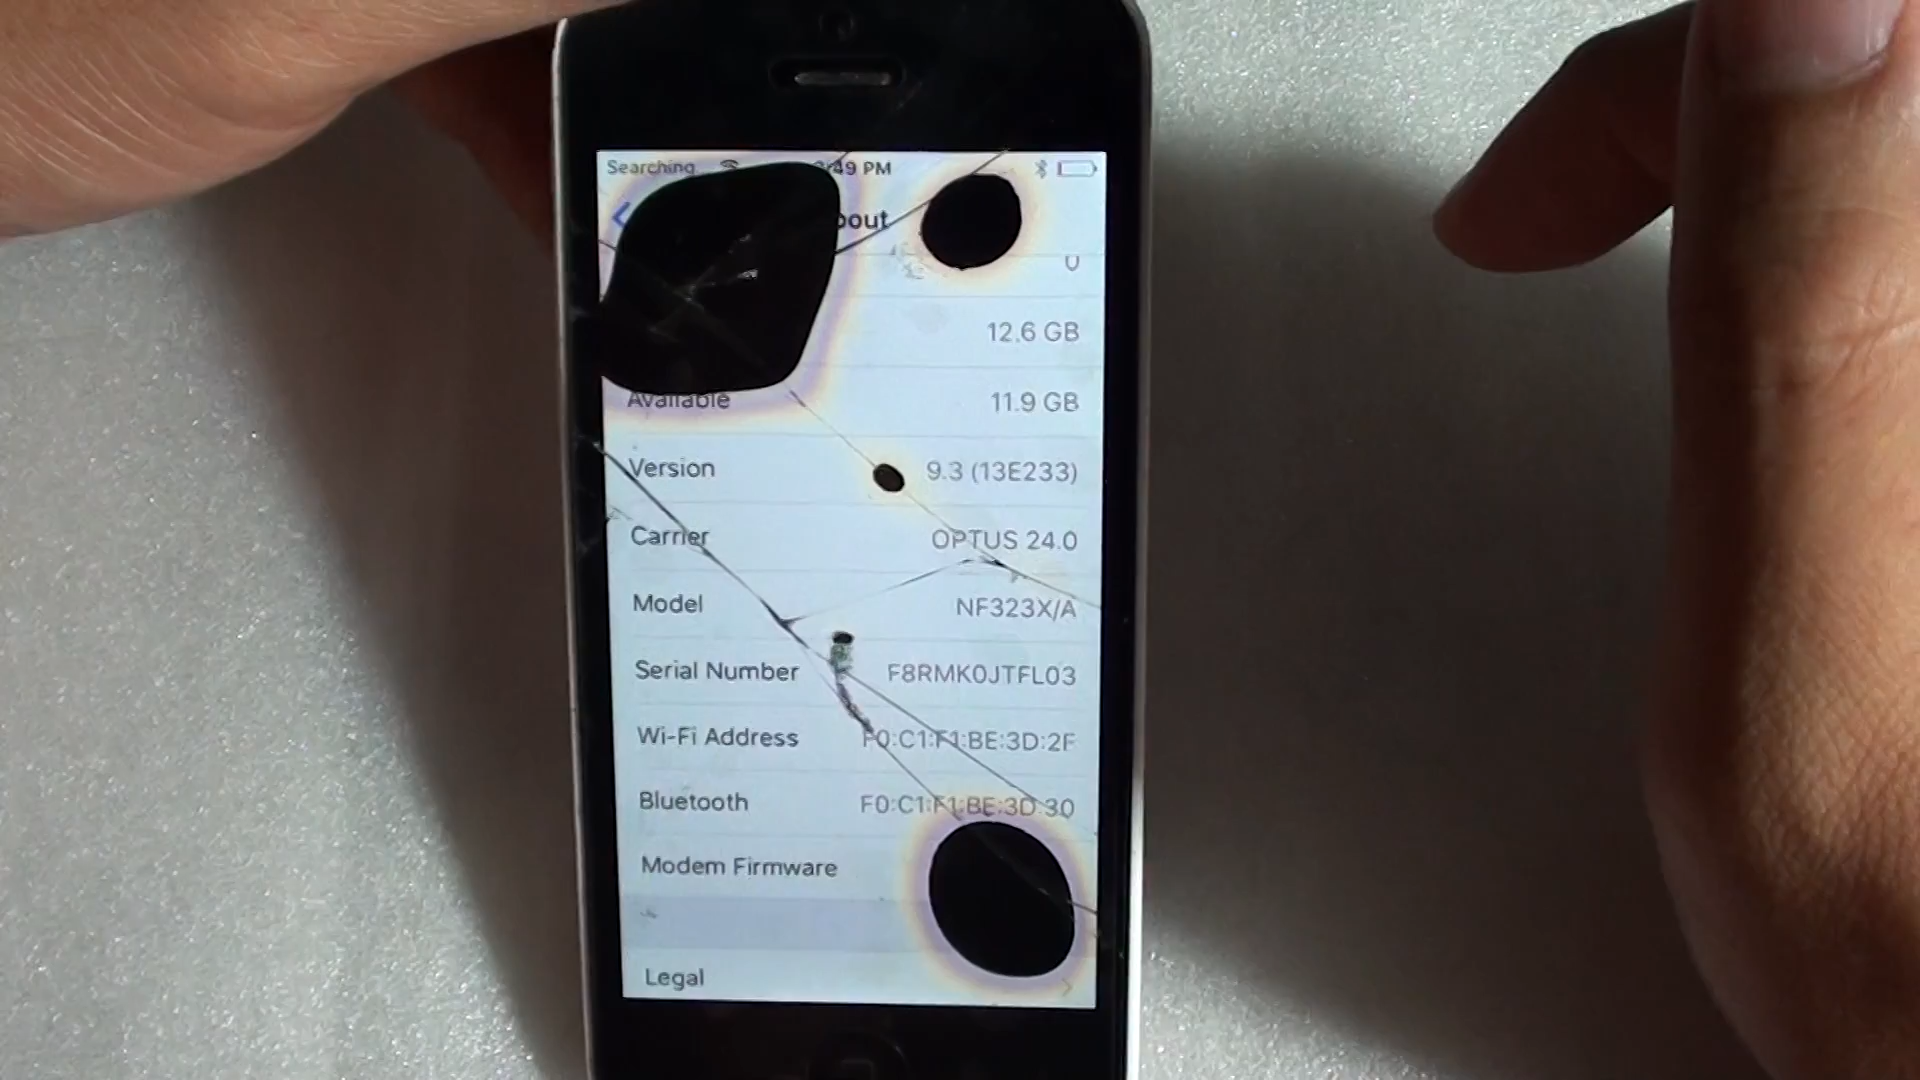 Searching
49 PM
bout
0
12.6 GB
Available 11.9 GB
Version 9.3 (13E233)
Carrier OPTUS 24.0
Model NF323X/A
Serial Number F8RMK0JTFL03
Wi-Fi Address F0:C1:F1:BE:3D:2F
Bluetooth F0:C1:F1:BE:3D:30
Modem Firmware
Legal